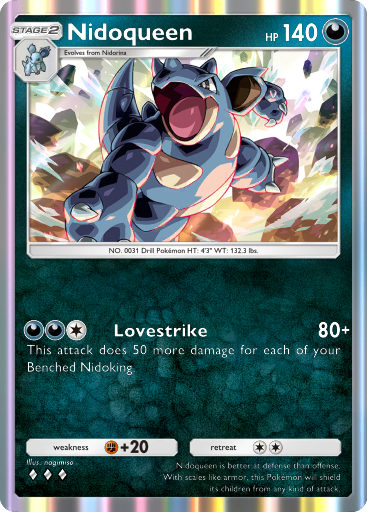 STAGE2 Nidoqueen HP 140
Evolves from Nidorina
NO. 0031 Drill Pokémon HT: 4'3" WT: 132.3 lbs.
Lovestrike 80+
This attack does 50 more damage for each of your
Benched Nidoking.
weakness +20 retreat
Illus. nagimiso
Nidoqueen is better at defense than offense.
With scales like armor, this Pokémon will shield
its children from any kind of attack.